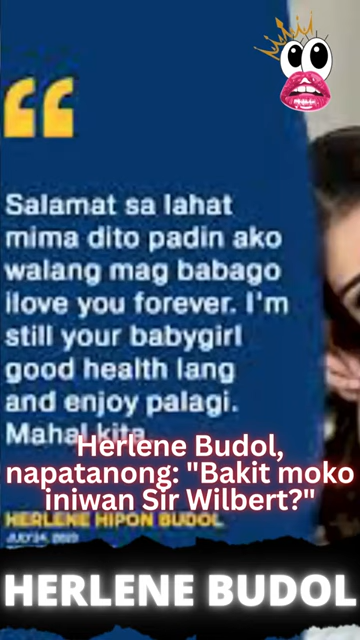 Salamat sa lahat
mima dito padin ako
walang mag babago
ilove you forever. I'm
still your babygirl
good health lang
and enjoy palagi.
Mahal kita.
Herlene Budol,
napatanong: "Bakit moko
iniwan Sir Wilbert?"
HERLENE HIPON BUDOL
JULY 24, 2023
HERLENE BUDOL